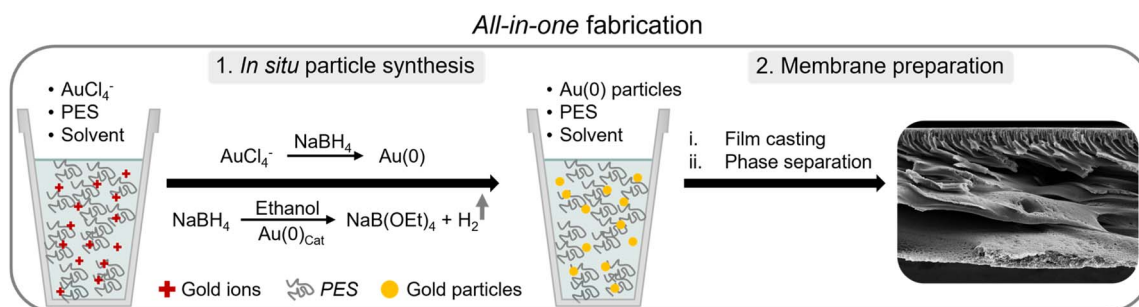 All-in-one fabrication
1. In situ particle synthesis
2. Membrane preparation
• AuCl₄⁻
• PES
• Solvent
AuCl₄⁻ NaBH₄ Au(0)
NaBH₄ Ethanol Au(0)Cat NaB(OEt)₄ + H₂
• Au(0) particles
• PES
• Solvent
i. Film casting
ii. Phase separation
Gold ions PES Gold particles